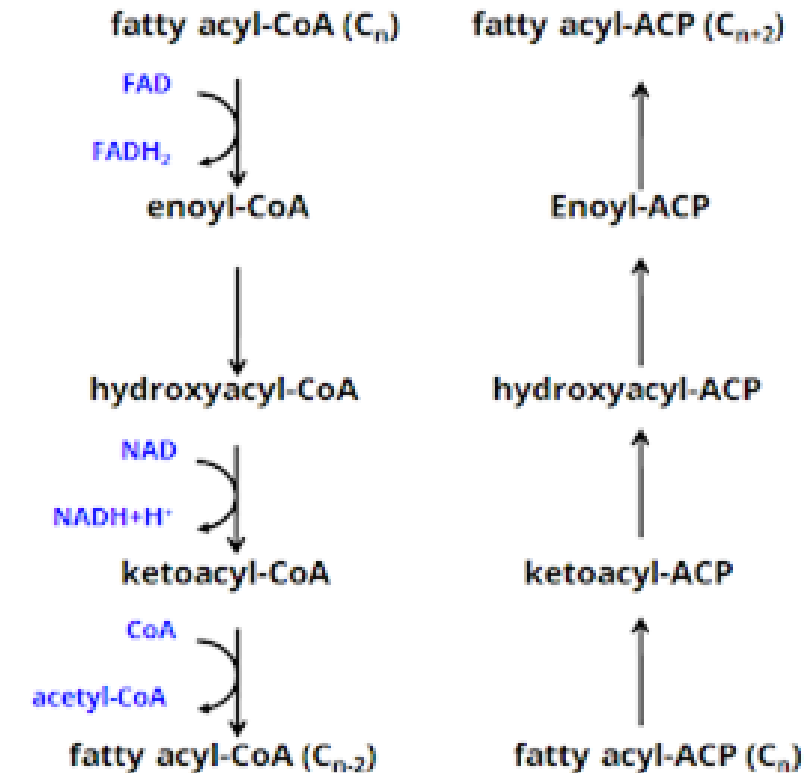 fatty acyl-CoA (Cn)
FAD
FADH2
enoyl-CoA
hydroxyacyl-CoA
NAD
NADH+H+
ketoacyl-CoA
CoA
acetyl-CoA
fatty acyl-CoA (Cn-2)
fatty acyl-ACP (Cn+2)
Enoyl-ACP
hydroxyacyl-ACP
ketoacyl-ACP
fatty acyl-ACP (Cn)